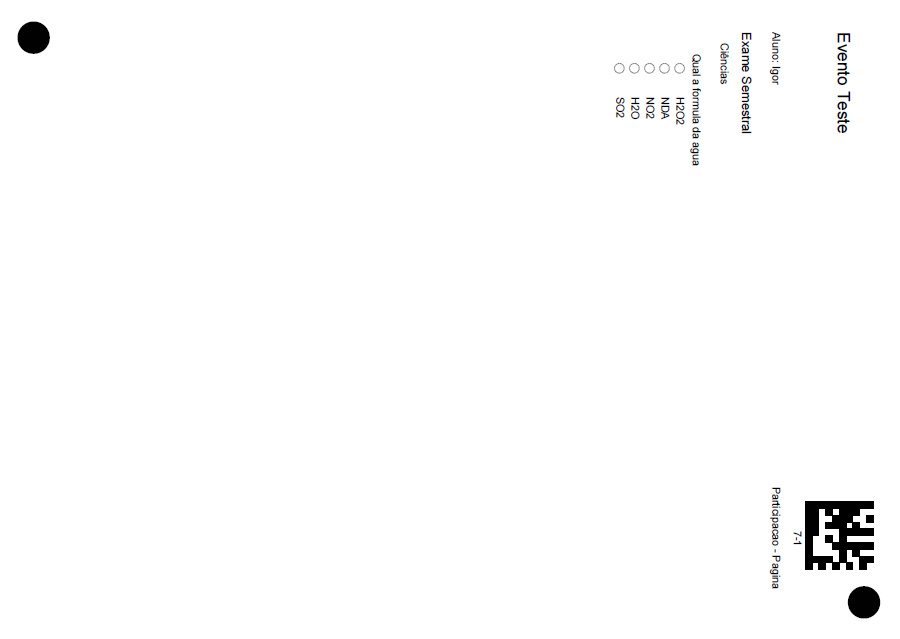 Evento Teste
7-1
Aluno: Igor
Participacao - Pagina
Exame Semestral
Ciências
Qual a formula da agua
H2O2
NDA
NO2
H2O
SO2